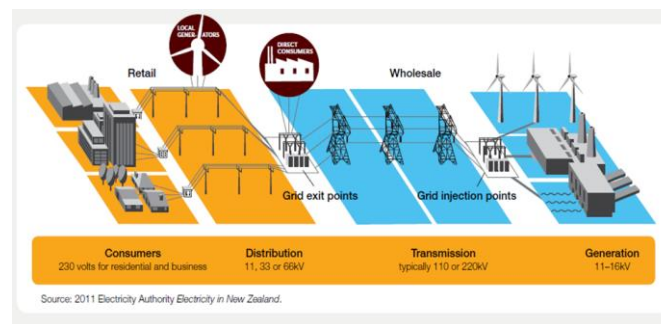 LOCAL
GENER-ATORS
DIRECT
CONSUMERS
Retail
Wholesale
Grid exit points
Grid injection points
Consumers
230 volts for residential and business
Distribution
11, 33 or 66kV
Transmission
typically 110 or 220kV
Generation
11–16kV
Source: 2011 Electricity Authority Electricity in New Zealand.